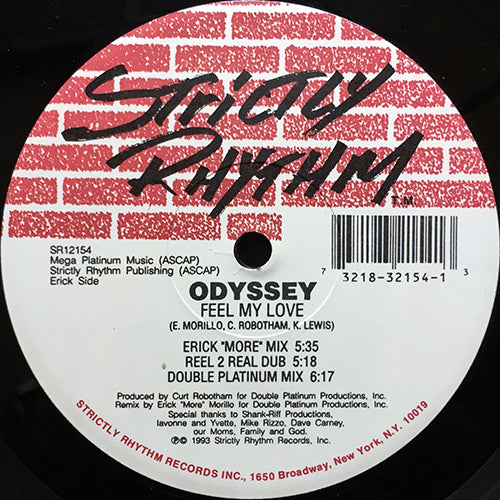 STRICTLY
RHYTHM
T.M.
SR12154
Mega Platinum Music (ASCAP)
Strictly Rhythm Publishing (ASCAP)
Erick Side
7 3218-32154-1 3
ODYSSEY
FEEL MY LOVE
(E. MORILLO, C. ROBOTHAM, K. LEWIS)
ERICK "MORE" MIX 5:35
REEL 2 REAL DUB 5:18
DOUBLE PLATINUM MIX 6:17
Produced by Curt Robotham for Double Platinum Productions, Inc.
Remix by Erick "More" Morillo for Double Platinum Productions, Inc.
Special thanks to Shank-Riff Productions,
lavonne and Yvette, Mike Rizzo, Dave Carney,
our Moms, Family and God.
℗© 1993 Strictly Rhythm Records, Inc.
STRICTLY RHYTHM RECORDS INC., 1650 Broadway, New York, N.Y. 10019